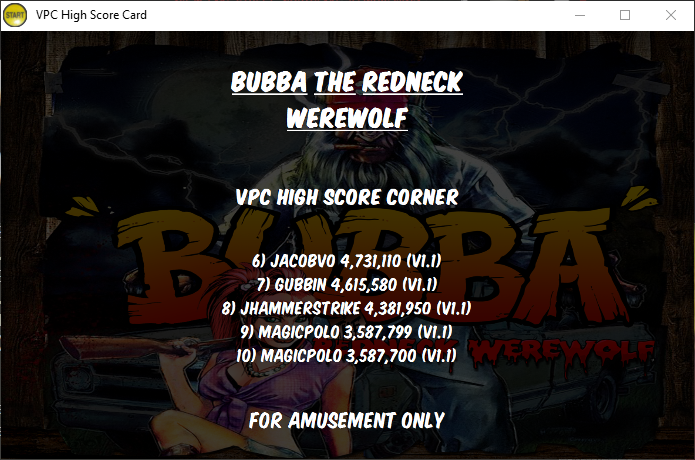 START
VPC High Score Card
BUBBA THE REDNECK
WEREWOLF
VPC HIGH SCORE CORNER
BUBBA
6) JACOBVO 4,731,110 (V1.1)
7) GUBBIN 4,615,580 (V1.1)
8) JHAMMERSTRIKE 4,381,950 (V1.1)
9) MAGICPOLO 3,587,799 (V1.1)
REDNECK WEREWOLF
10) MAGICPOLO 3,587,700 (V1.1)
FOR AMUSEMENT ONLY